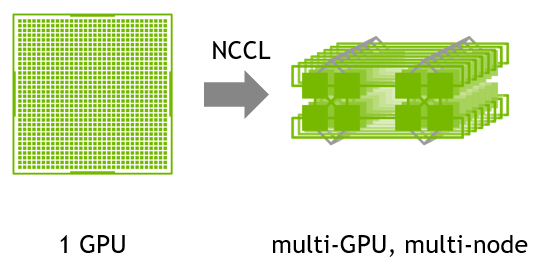 NCCL
1 GPU
multi-GPU, multi-node